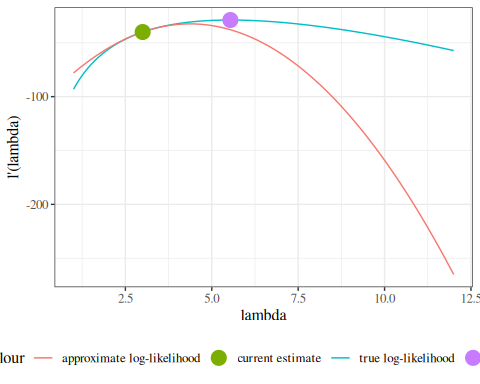 -100
-200
l'(lambda)
2.5 5.0 7.5 10.0 12.5
lambda
lour approximate log-likelihood current estimate true log-likelihood